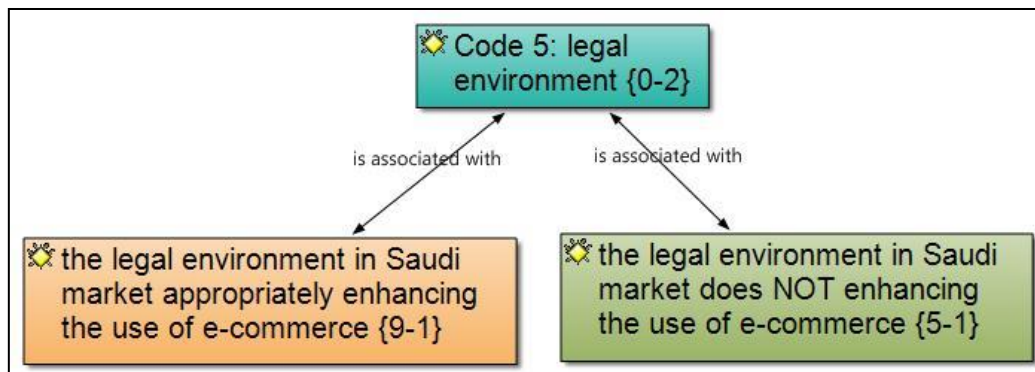 Code 5: legal
environment {0-2}
is associated with
is associated with
the legal environment in Saudi
market appropriately enhancing
the use of e-commerce {9-1}
the legal environment in Saudi
market does NOT enhancing
the use of e-commerce {5-1}